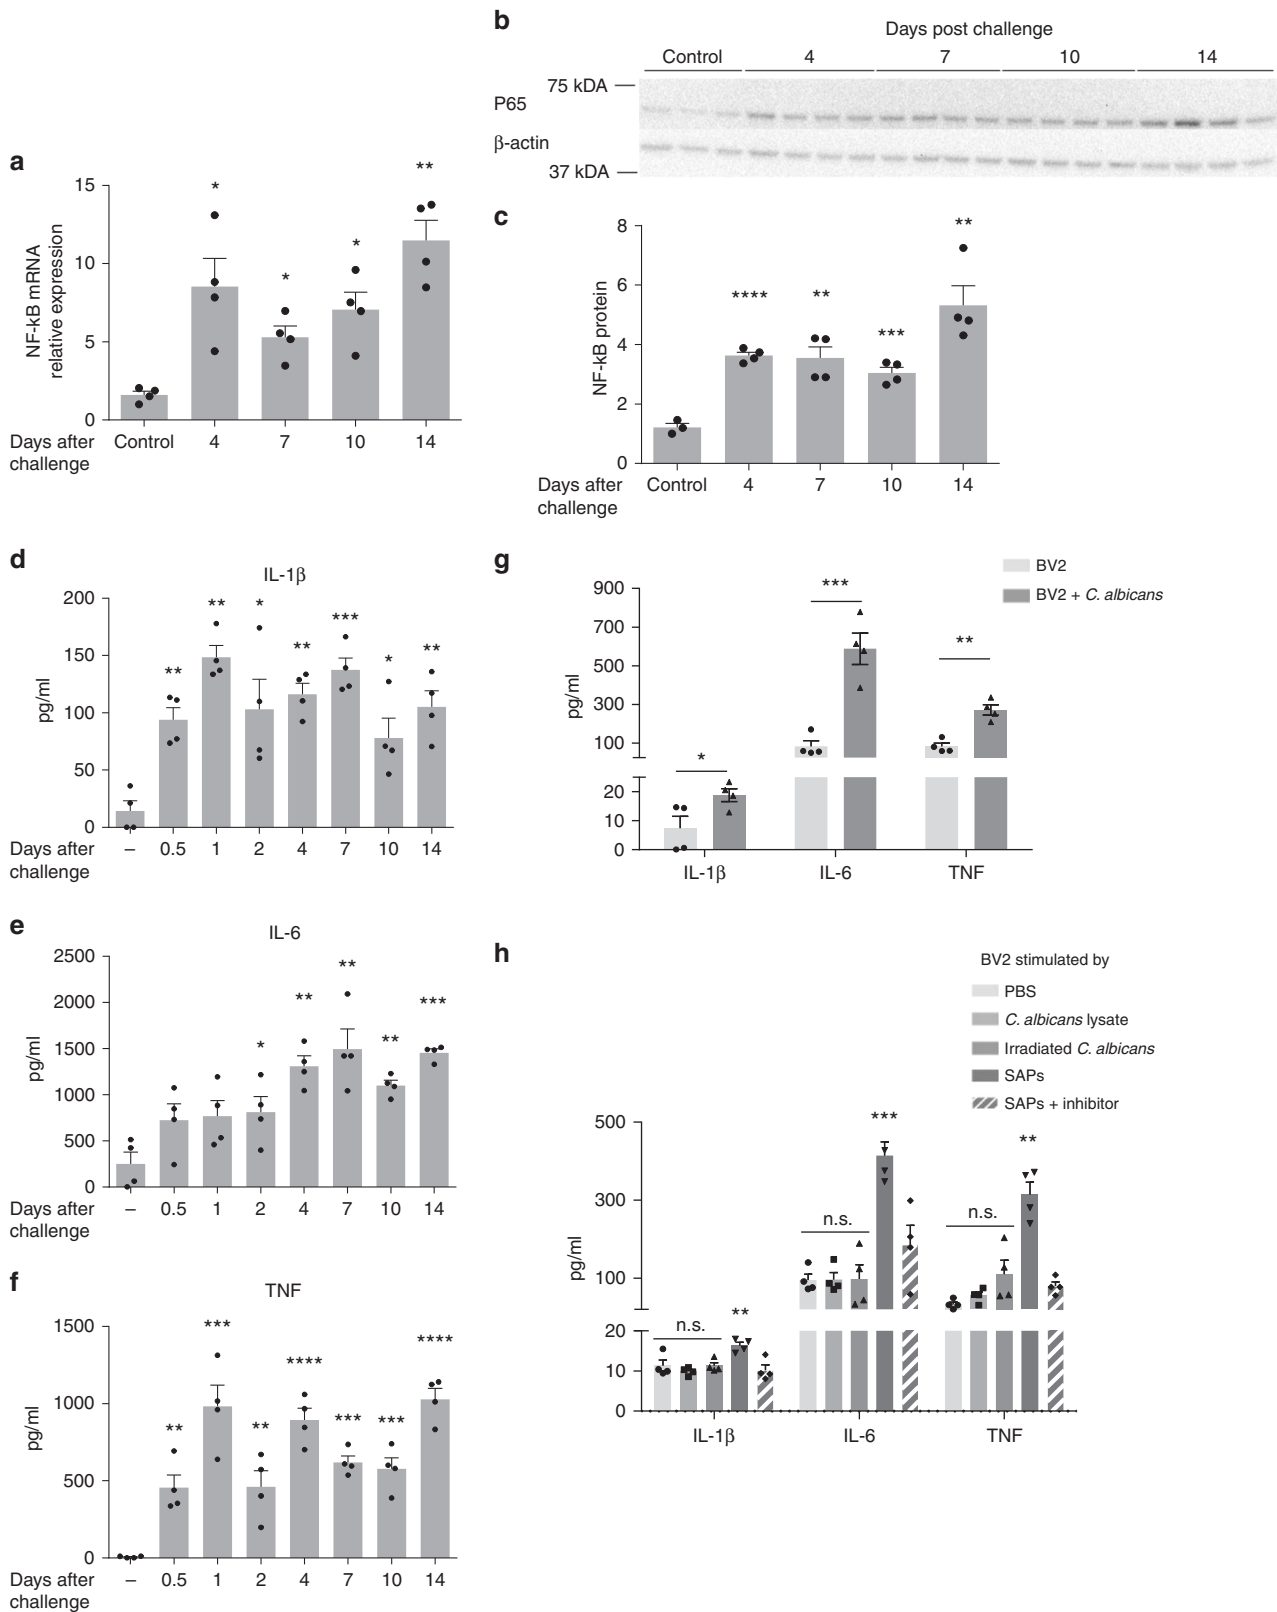 a
NF-kB mRNA
relative expression
15
10
5
0
* * * **
Days after
challenge
Control 4 7 10 14
b
Days post challenge
Control 4 7 10 14
75 kDA
P65
β-actin
37 kDA
c
NF-kB protein
8
6
4
2
0
**** ** *** **
Days after
challenge
Control 4 7 10 14
d
IL-1β
pg/ml
200
150
100
50
0
** ** * ** *** * **
Days after
challenge
– 0.5 1 2 4 7 10 14
e
IL-6
pg/ml
2500
2000
1500
1000
500
0
* ** ** ** ***
Days after
challenge
– 0.5 1 2 4 7 10 14
f
TNF
pg/ml
1500
1000
500
0
** *** ** **** *** *** ****
Days after
challenge
– 0.5 1 2 4 7 10 14
g
BV2
BV2 + C. albicans
pg/ml
900
700
500
300
100
20
10
0
* *** **
IL-1β IL-6 TNF
h
BV2 stimulated by
PBS
C. albicans lysate
Irradiated C. albicans
SAPs
SAPs + inhibitor
pg/ml
500
300
100
20
10
0
n.s. ** n.s. *** n.s. **
IL-1β IL-6 TNF